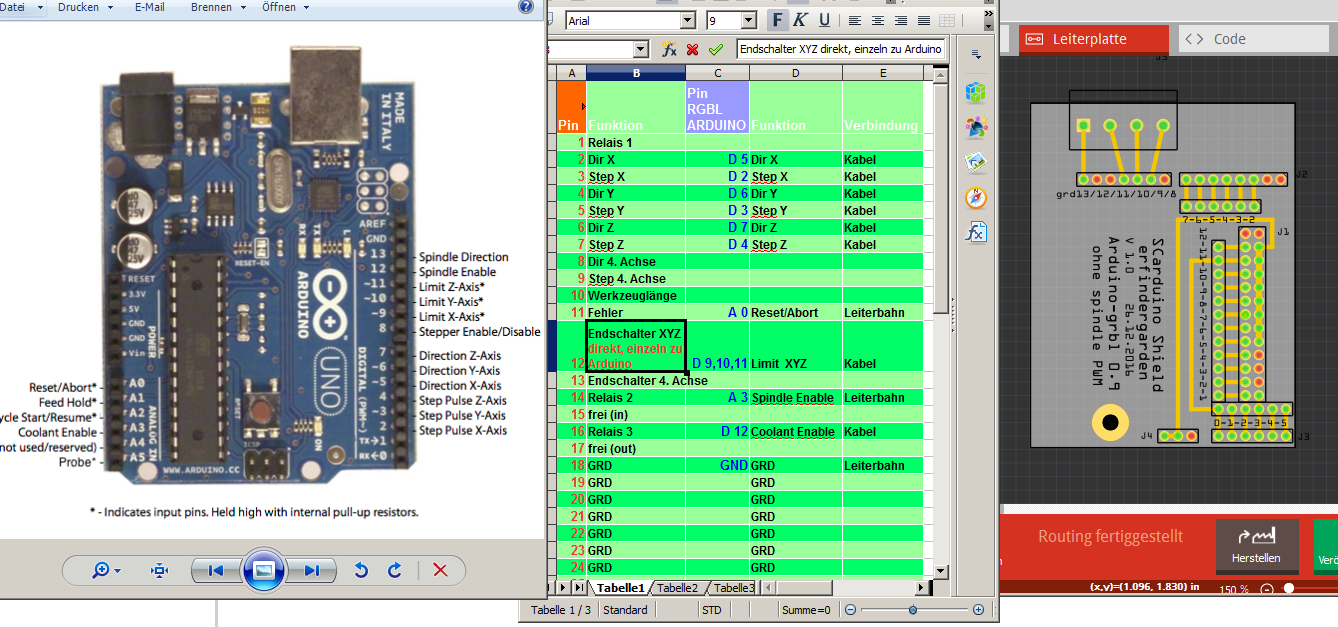 Datei Drucken E-Mail Brennen Öffnen
MADE
IN ITALY
AREF
GND
13
12
~11
~10
~9
8
7
~6
~5
4
~3
2
TX→1
RX←0
RESET
3.3V
5V
GND
GND
Vin
POWER
A0
A1
A2
A3
A4
A5
ANALOG IN
DIGITAL (PWM~)
RESET-EN
RX
TX
L
ARDUINO
UNO
ON
RESET
ICSP
WWW.ARDUINO.CC
Spindle Direction
Spindle Enable
Limit Z-Axis*
Limit Y-Axis*
Limit X-Axis*
Stepper Enable/Disable
Direction Z-Axis
Direction Y-Axis
Direction X-Axis
Step Pulse Z-Axis
Step Pulse Y-Axis
Step Pulse X-Axis
Reset/Abort*
Feed Hold*
cle Start/Resume*
Coolant Enable
not used/reserved)
Probe*
* - Indicates input pins. Held high with internal pull-up resistors.
Arial 9 F K U
Endschalter XYZ direkt, einzeln zu Arduino
A B C D E
Pin Funktion Pin RGBL ARDUINO Funktion Verbindung
1 Relais 1
2 Dir X D 5 Dir X Kabel
3 Step X D 2 Step X Kabel
4 Dir Y D 6 Dir Y Kabel
5 Step Y D 3 Step Y Kabel
6 Dir Z D 7 Dir Z Kabel
7 Step Z D 4 Step Z Kabel
8 Dir 4. Achse
9 Step 4. Achse
10 Werkzeuglänge
11 Fehler A 0 Reset/Abort Leiterbahn
Endschalter XYZ
direkt, einzeln zu
12 Arduino D 9,10,11 Limit XYZ Kabel
13 Endschalter 4. Achse
14 Relais 2 A 3 Spindle Enable Leiterbahn
15 frei (in)
16 Relais 3 D 12 Coolant Enable Kabel
17 frei (out)
18 GRD GND GRD Leiterbahn
19 GRD GRD
20 GRD GRD
21 GRD GRD
22 GRD GRD
23 GRD GRD
24 GRD GRD
Tabelle1 Tabelle2 Tabelle3
Tabelle 1 / 3 Standard STD Summe=0
Leiterplatte
<> Code
J2
grd13/12/11/10/9/8
7-6-5-4-3-2
J1
12-11-10-9-8-7-6-5-4-3-2-1
SCarduino Shield
erfindergarden
v 1.0 26.12.2016
Arduino-grbl 0.9
ohne spindle PWM
0-1-2-3-4-5
J4
J3
Routing fertiggestellt
Herstellen
Verö
(x,y)=(1.096, 1.830) in
150 %